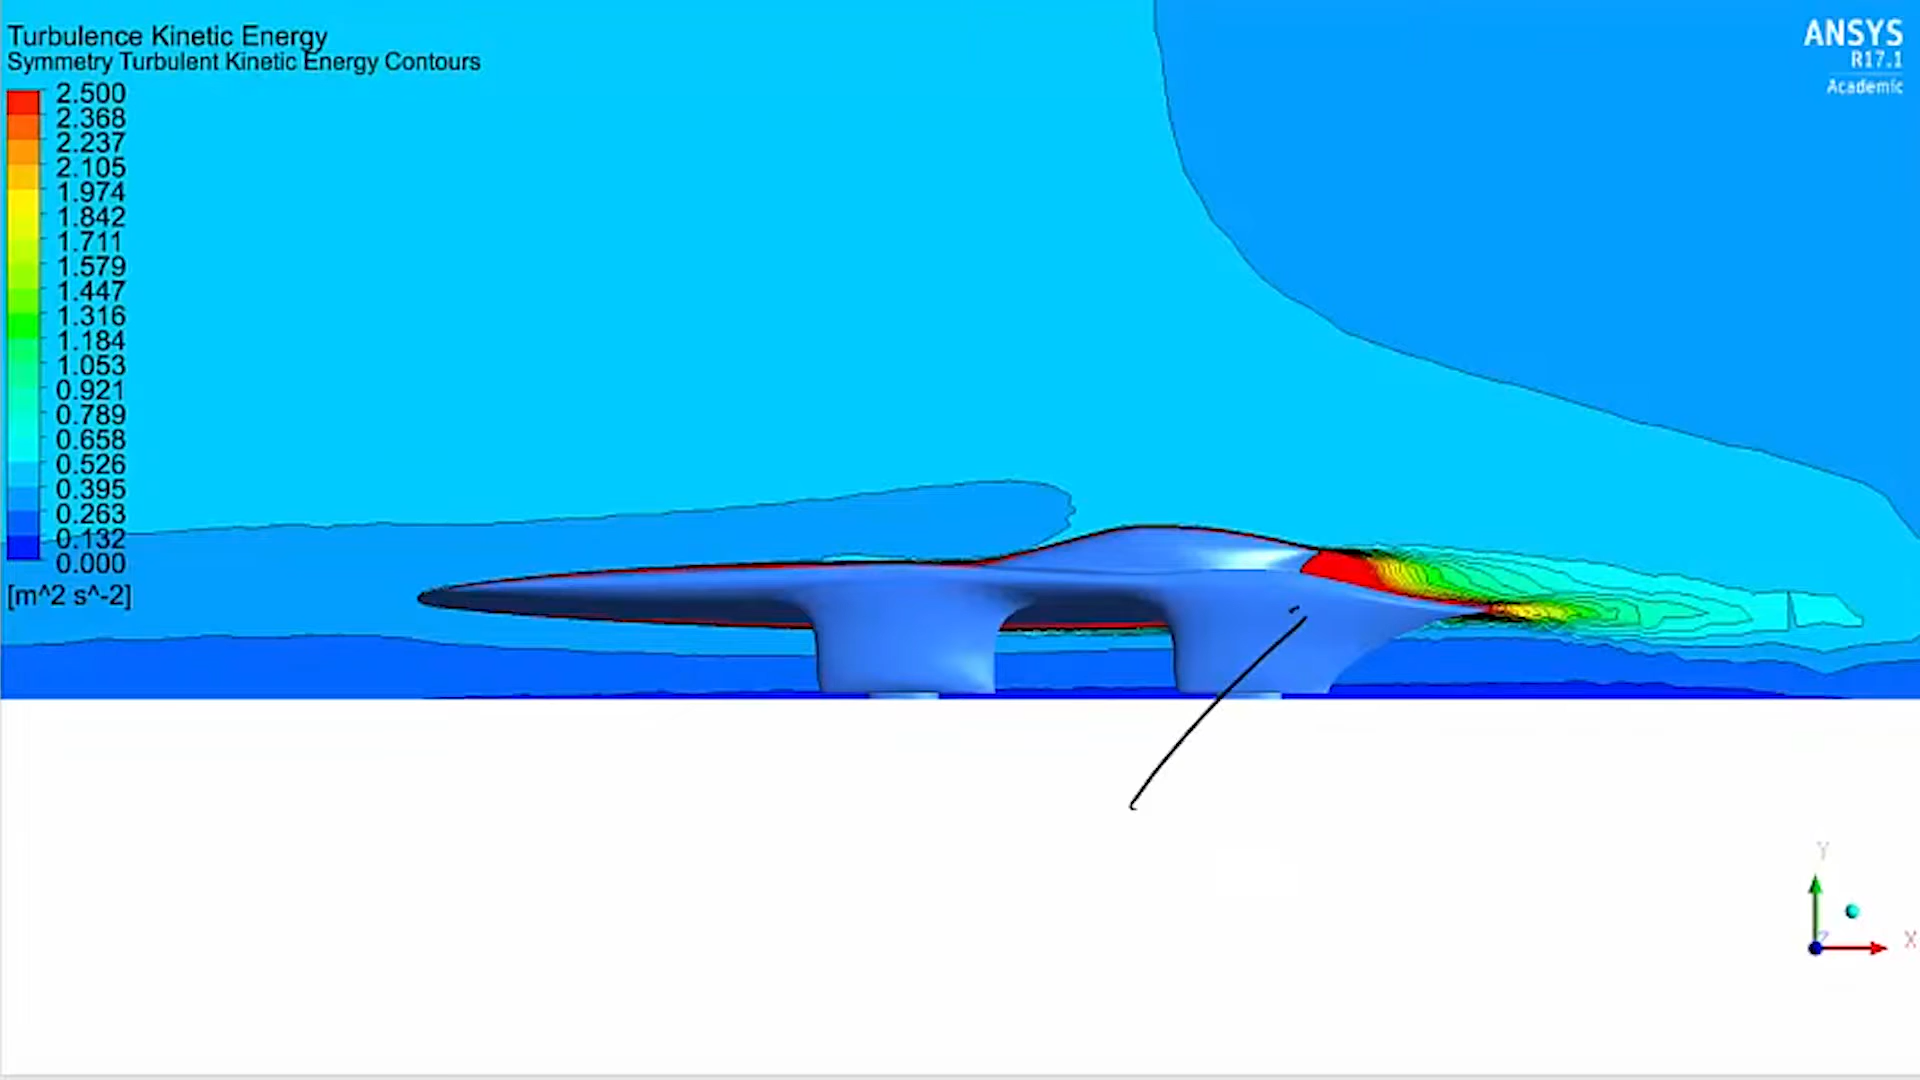 Turbulence Kinetic Energy
Symmetry Turbulent Kinetic Energy Contours
2.500
2.368
2.237
2.105
1.974
1.842
1.711
1.579
1.447
1.316
1.184
1.053
0.921
0.789
0.658
0.526
0.395
0.263
0.132
0.000
[m^2 s^-2]
ANSYS
R17.1
Academic
Y
Z
X